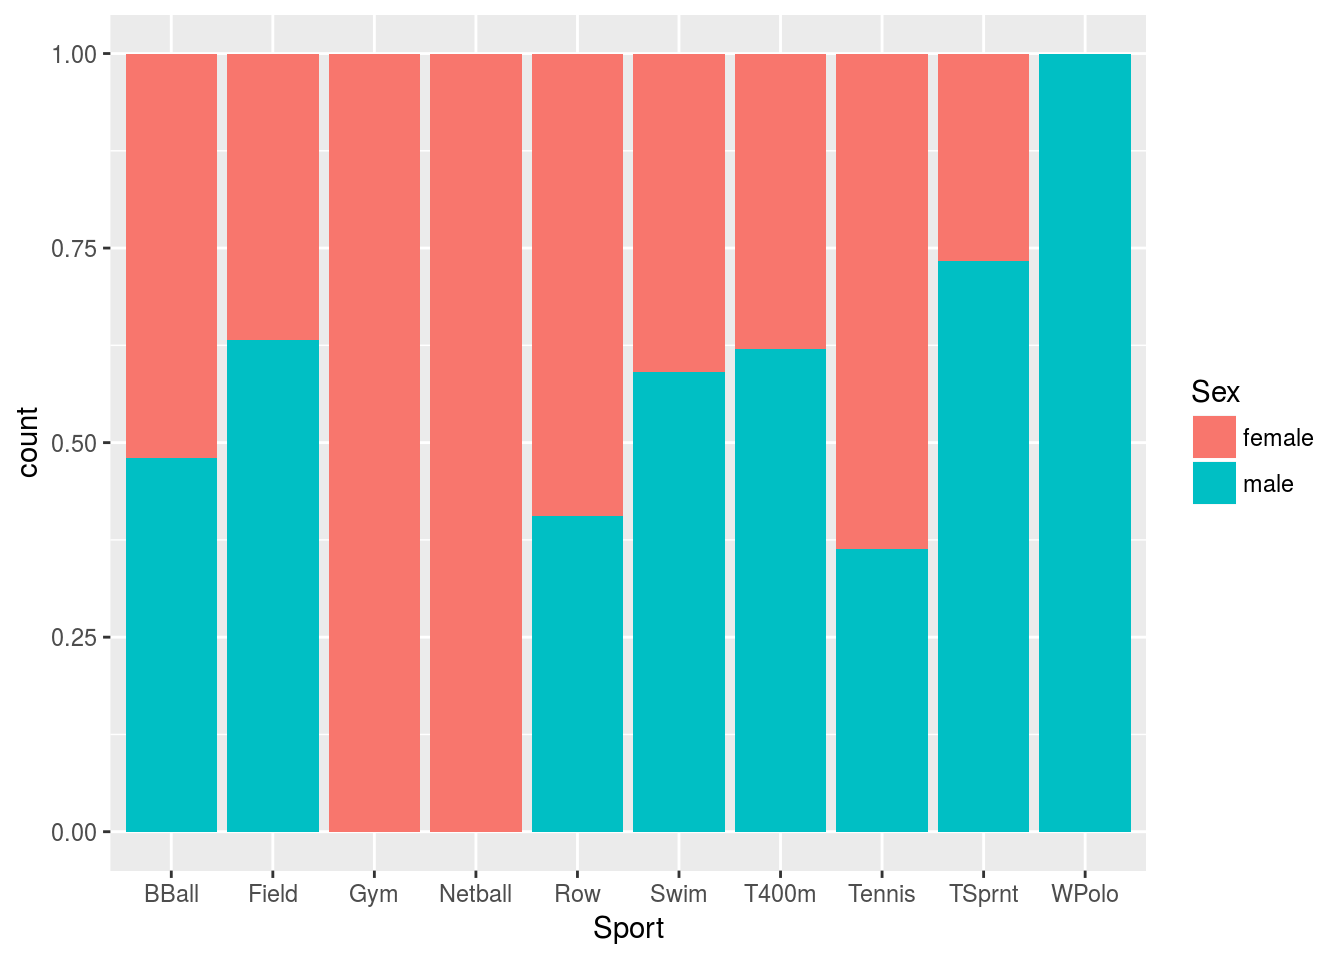 1.00
0.75
0.50
0.25
0.00
count
BBall Field Gym Netball Row Swim T400m Tennis TSprnt WPolo
Sport
Sex
female
male